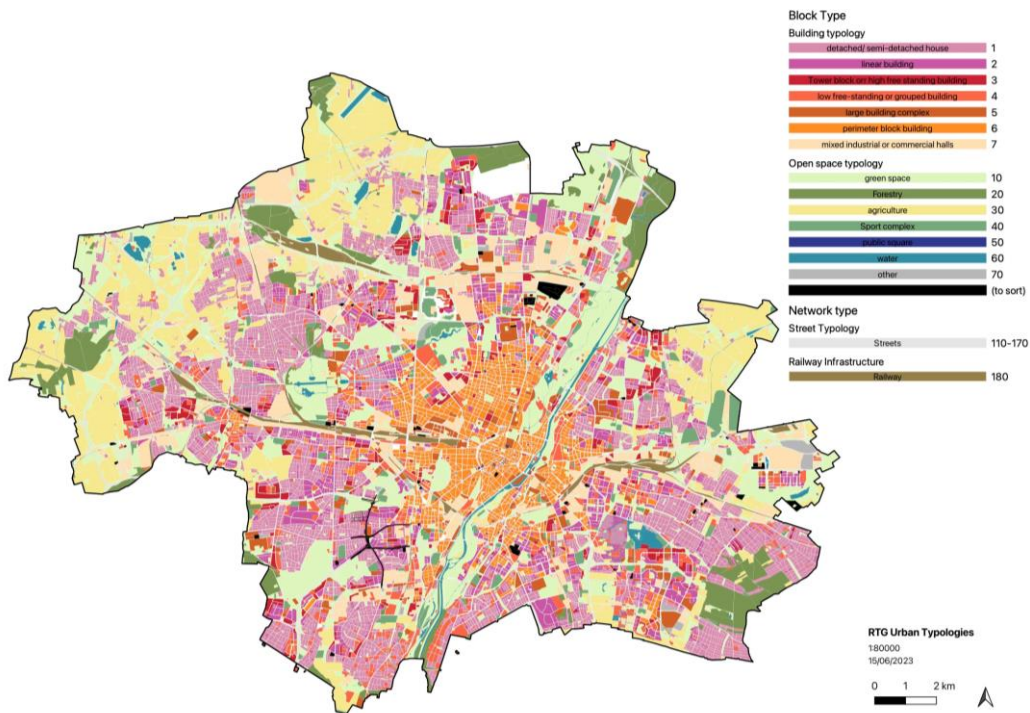 Block Type
Building typology
detached/ semi-detached house 1
linear building 2
Tower block orr high free standing building 3
low free-standing or grouped building 4
large building complex 5
perimeter block building 6
mixed industrial or commercial halls 7
Open space typology
green space 10
Forestry 20
agriculture 30
Sport complex 40
public square 50
water 60
other 70
(to sort)
Network type
Street Typology
Streets 110-170
Railway Infrastructure
Railway 180
RTG Urban Typologies
1:80000
15/06/2023
0 1 2 km